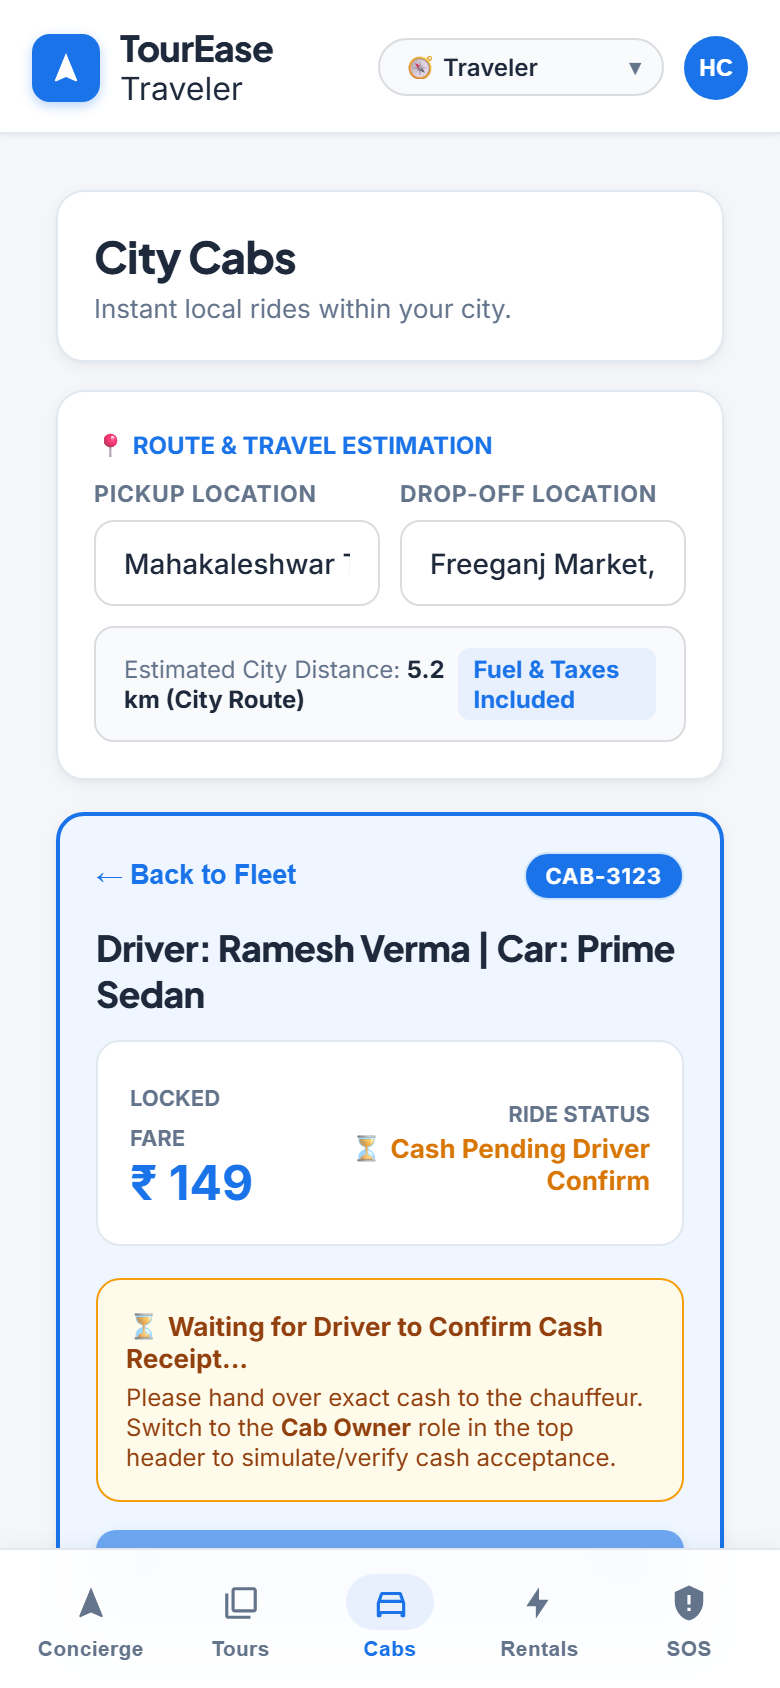 TourEase
Traveler
Traveler
HC
City Cabs
Instant local rides within your city.
ROUTE & TRAVEL ESTIMATION
PICKUP LOCATION
DROP-OFF LOCATION
Mahakaleshwar
Freeganj Market,
Estimated City Distance: 5.2
km (City Route)
Fuel & Taxes
Included
← Back to Fleet
CAB-3123
Driver: Ramesh Verma | Car: Prime
Sedan
LOCKED
FARE
₹ 149
RIDE STATUS
⏳ Cash Pending Driver
Confirm
⏳ Waiting for Driver to Confirm Cash
Receipt...
Please hand over exact cash to the chauffeur.
Switch to the Cab Owner role in the top
header to simulate/verify cash acceptance.
Concierge
Tours
Cabs
Rentals
SOS